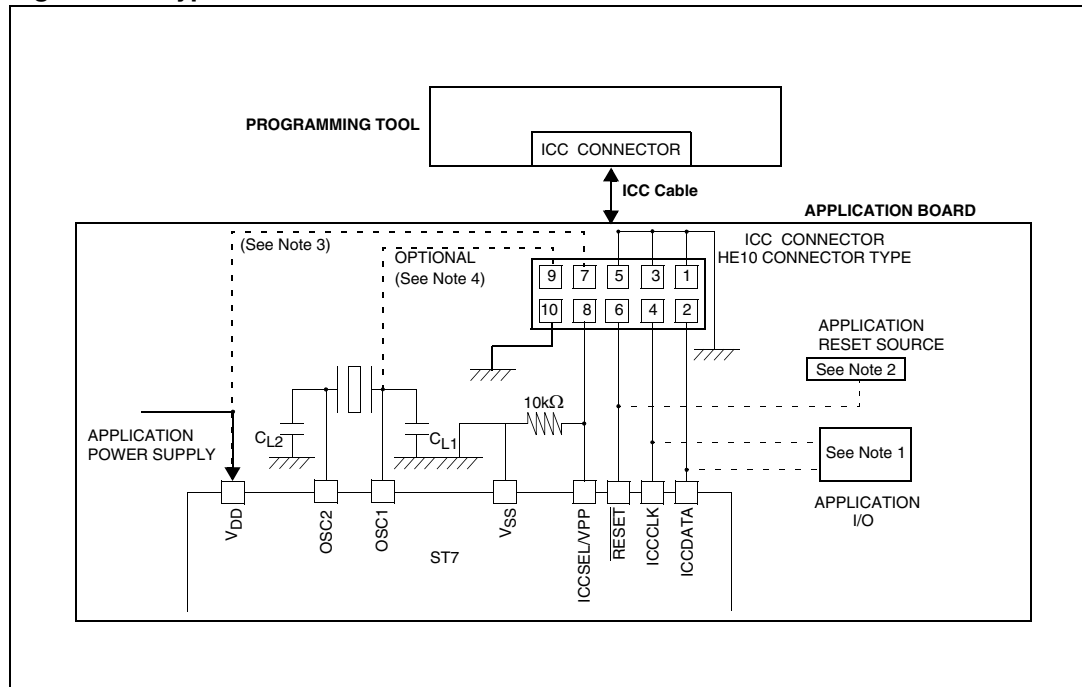 PROGRAMMING TOOL
ICC CONNECTOR
ICC Cable
APPLICATION BOARD
(See Note 3)
OPTIONAL
(See Note 4)
ICC CONNECTOR
HE10 CONNECTOR TYPE
9 7 5 3 1
10 8 6 4 2
APPLICATION
RESET SOURCE
See Note 2
10kΩ
APPLICATION
POWER SUPPLY
CL2
CL1
See Note 1
APPLICATION
I/O
VDD
OSC2
OSC1
VSS
ICCSEL/VPP
RESET
ICCCLK
ICCDATA
ST7